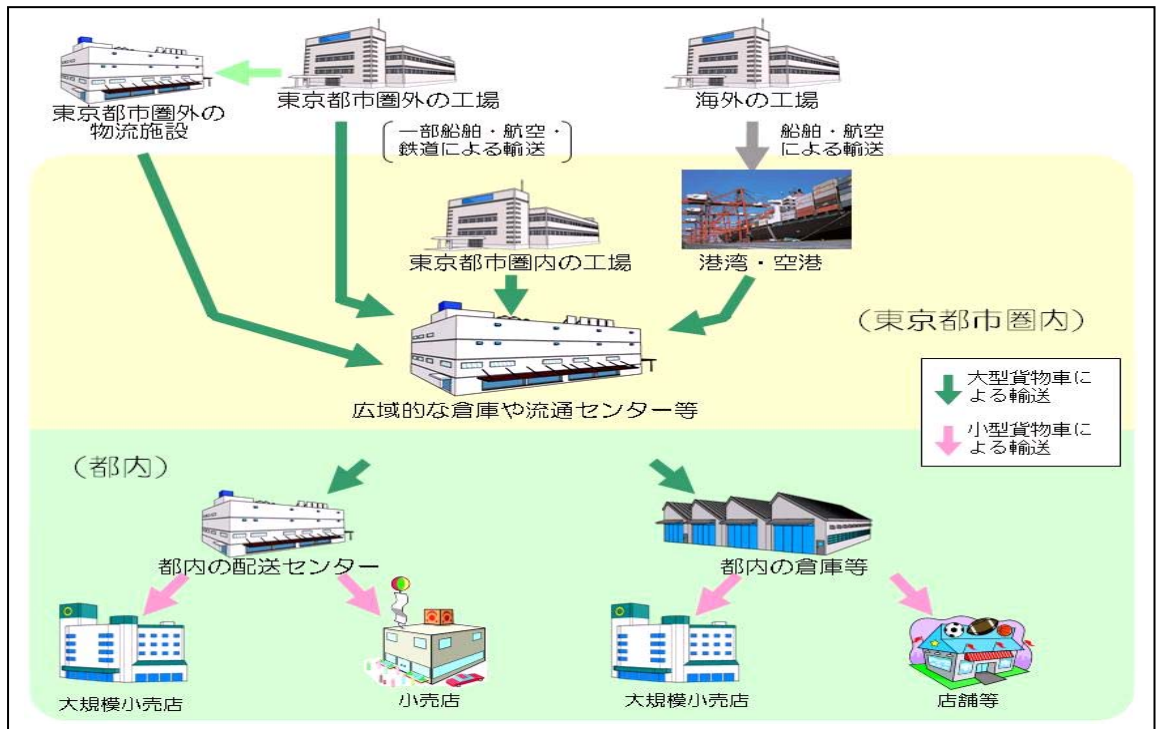 東京都市圏外の
物流施設
東京都市圏外の工場
海外の工場
一部船舶・航空・
鉄道による輸送
船舶・航空
による輸送
東京都市圏内の工場
港湾・空港
(東京都市圏内)
広域的な倉庫や流通センター等
大型貨物車に
よる輸送
小型貨物車に
よる輸送
(都内)
都内の配送センター
都内の倉庫等
大規模小売店
小売店
大規模小売店
店舗等